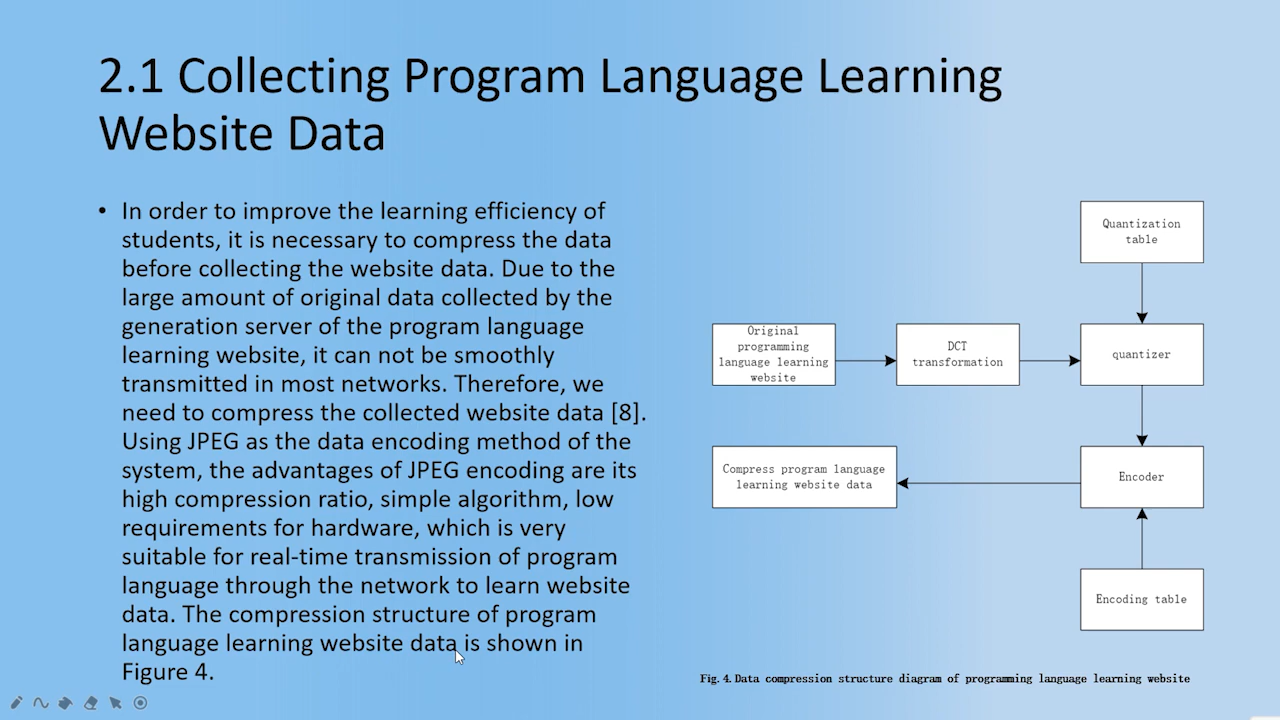 2.1 Collecting Program Language Learning
Website Data
• In order to improve the learning efficiency of
students, it is necessary to compress the data
before collecting the website data. Due to the
large amount of original data collected by the
generation server of the program language
learning website, it can not be smoothly
transmitted in most networks. Therefore, we
need to compress the collected website data [8].
Using JPEG as the data encoding method of the
system, the advantages of JPEG encoding are its
high compression ratio, simple algorithm, low
requirements for hardware, which is very
suitable for real-time transmission of program
language through the network to learn website
data. The compression structure of program
language learning website data is shown in
Figure 4.
Quantization
table
Original
programming
language learning
website
DCT
transformation
quantizer
Compress program language
learning website data
Encoder
Encoding table
Fig.4.Data compression structure diagram of programming language learning website